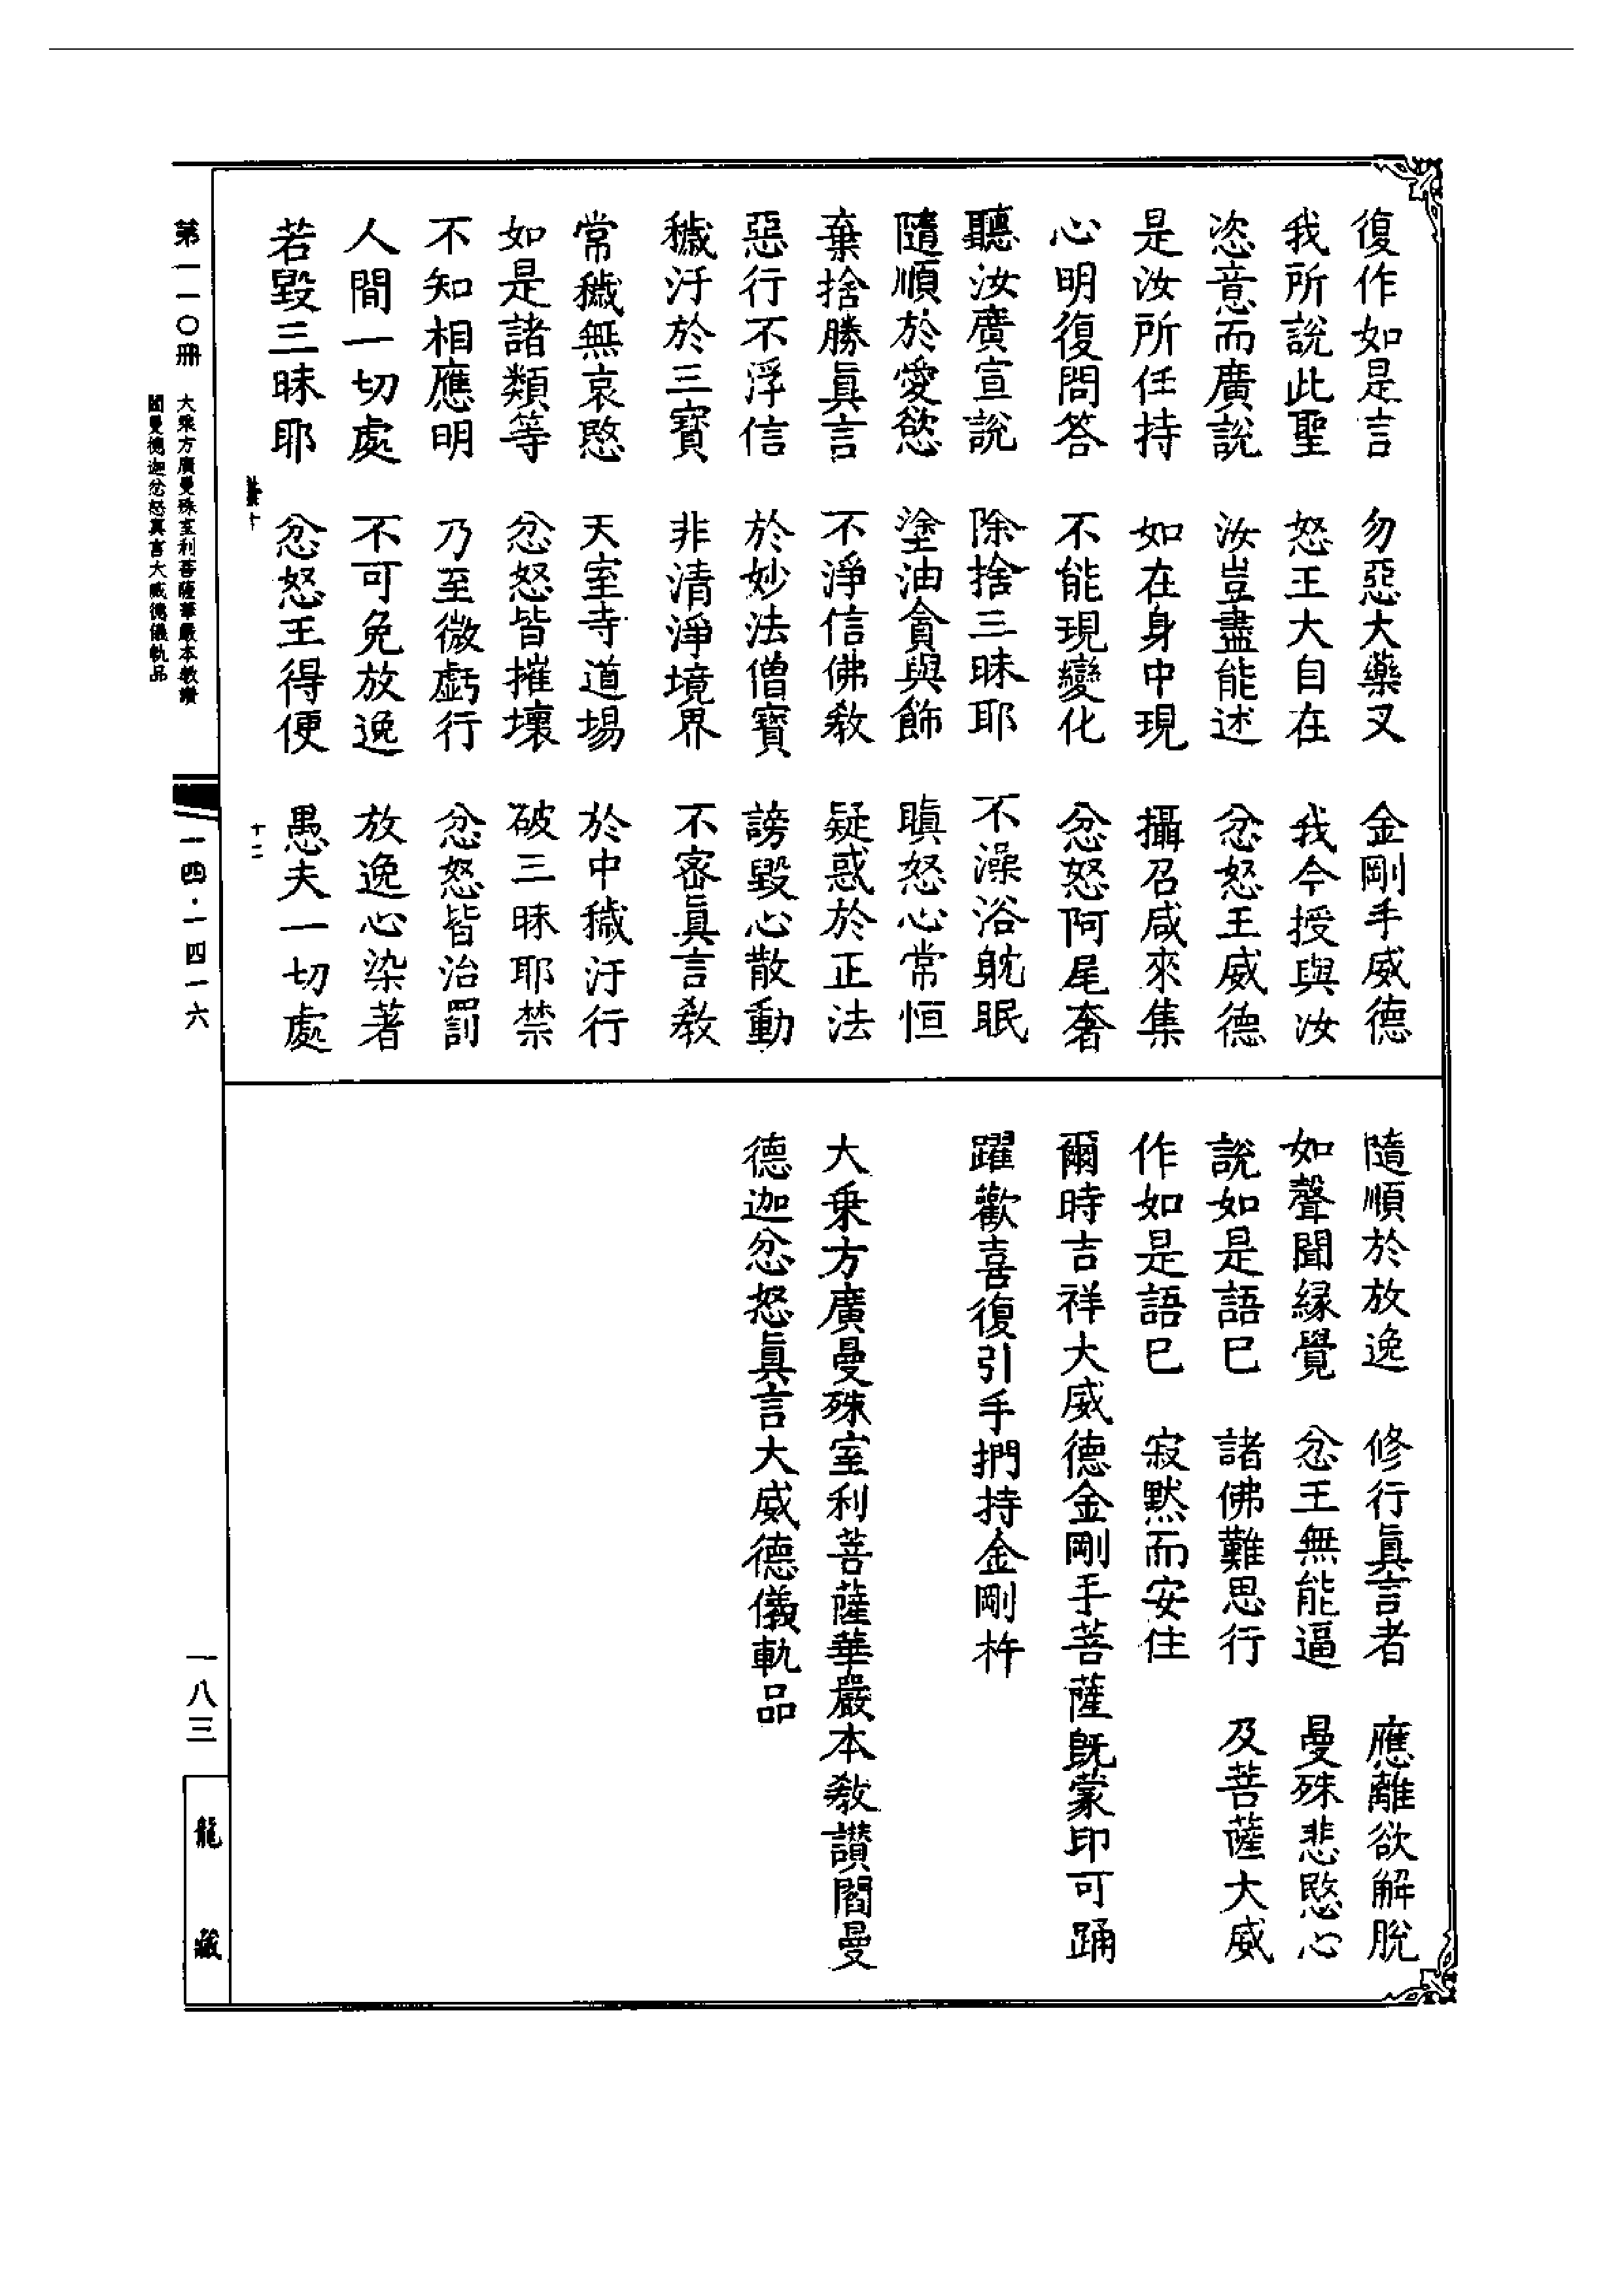 復作如是言　勿惡大藥叉　金剛手威德
我所說此聖　怒王大自在　我今授與汝
恣意而廣說　汝豈盡能述　忿怒王威德
是汝所任持　如在身中現　攝召咸來集
心明復問答　不能現變化　忿怒阿尾奢
聽汝廣宣說　除捨三昧耶　不澡浴躭眠
隨順於愛慾　塗油貪與飾　瞋怒心常恒
棄捨勝眞言　不淨信佛敎　疑惑於正法
惡行不浮信　於妙法僧寶　謗毀心散動
穢汙於三寳　非清淨境界　不宻眞言敎
常穢無哀愍　天室寺道場　於中穢汙行
如是諸類等　忿怒皆摧壞　破三昧耶禁
不知相應明　乃至微虧行　忿怒皆治罰
人間一切處　不可免放逸　放逸心染著
若毀三昧耶　忿怒王得便　愚夫一切處
十二
隨順於放逸　修行眞言者　應離欲解脫
如聲聞緣覺　忿王無能逼　曼殊悲愍心
說如是語已　諸佛難思行　及菩薩大威
作如是語已　寂默而安住
爾時吉祥大威德金剛手菩薩旣蒙印可踊
躍歡喜復引手捫持金剛杵
大乗方廣曼殊室利菩薩華嚴本敎讃閻曼
德迦忿怒眞言大威德儀軌品
第一一〇冊
大乘方廣曼殊室利菩薩華嚴本教讃
閻曼德迦忿怒真言大威德儀軌品
一四·一四一六
一八三
龍藏